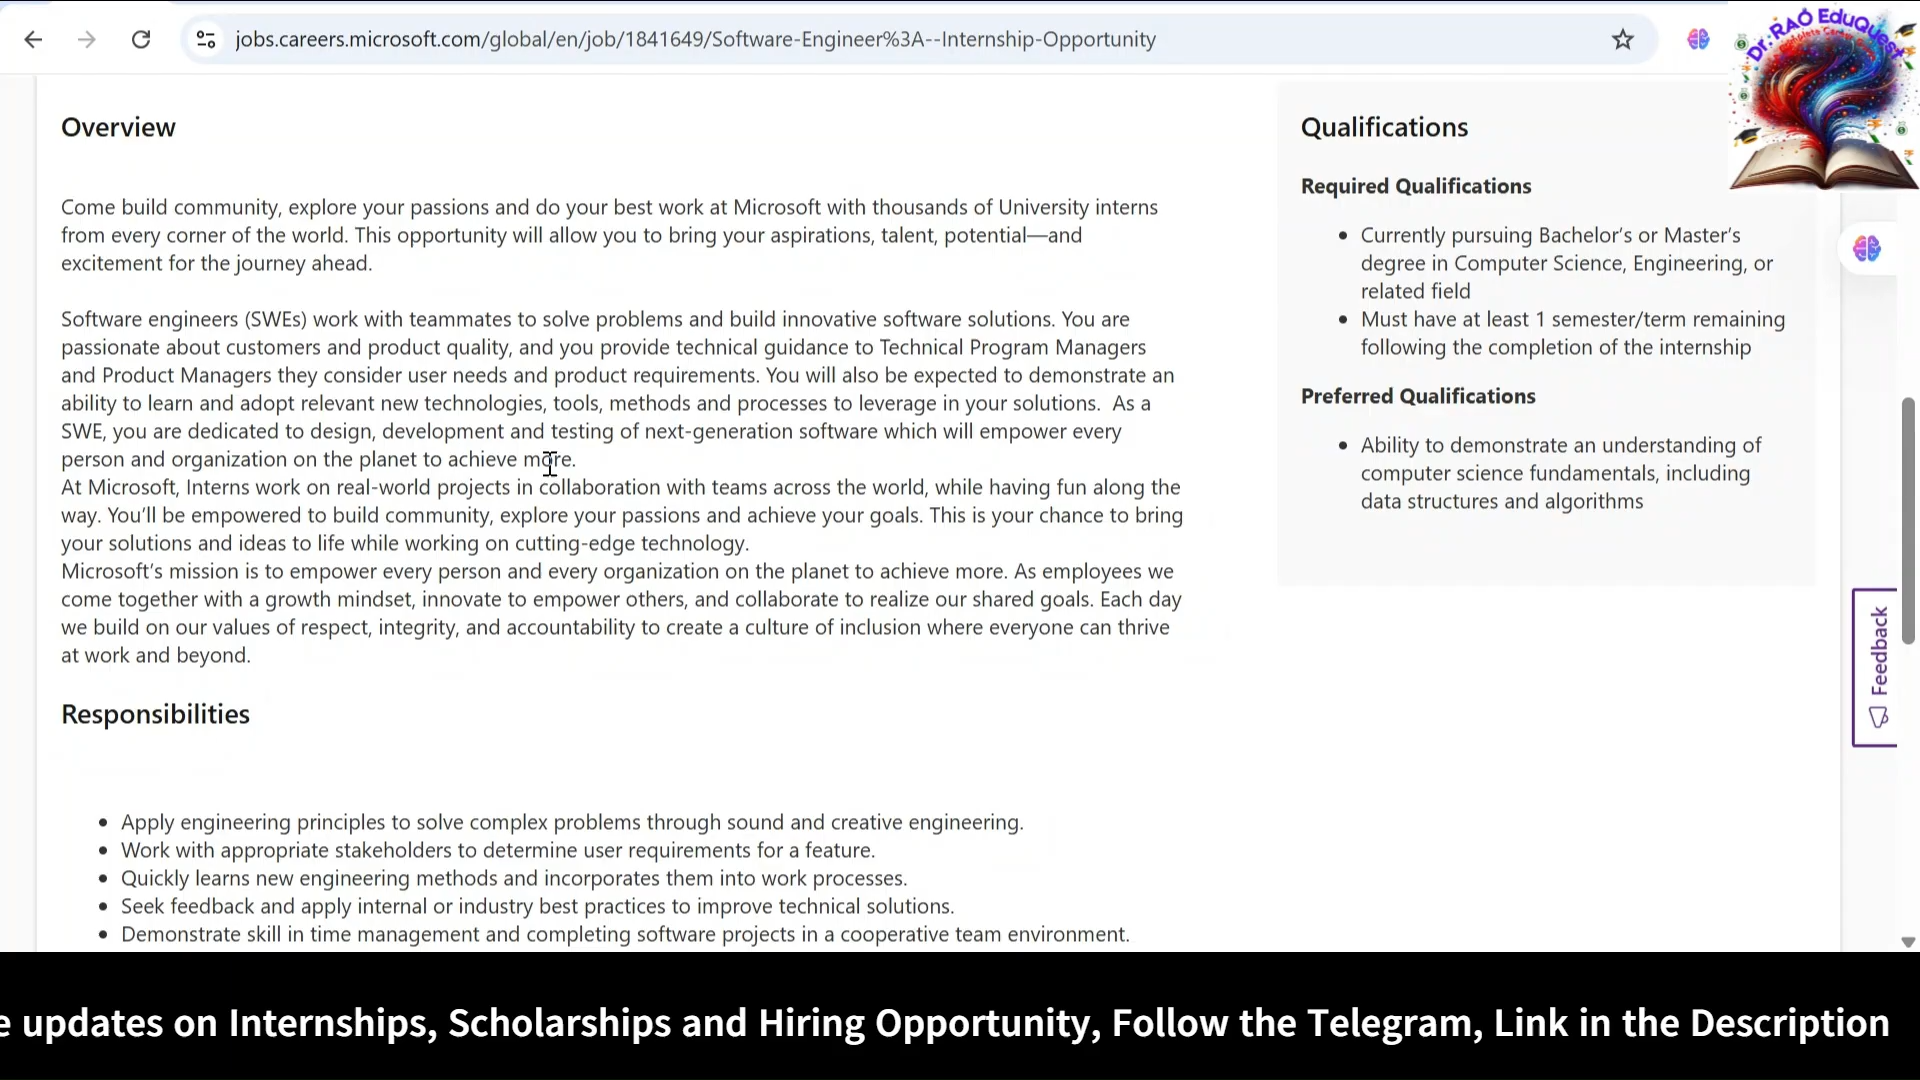 jobs.careers.microsoft.com/global/en/job/1841649/Software-Engineer%3A--Internship-Opportunity
Dr. RAO EduQuest
Overview
Come build community, explore your passions and do your best work at Microsoft with thousands of University interns
from every corner of the world. This opportunity will allow you to bring your aspirations, talent, potential—and
excitement for the journey ahead.
Software engineers (SWEs) work with teammates to solve problems and build innovative software solutions. You are
passionate about customers and product quality, and you provide technical guidance to Technical Program Managers
and Product Managers they consider user needs and product requirements. You will also be expected to demonstrate an
ability to learn and adopt relevant new technologies, tools, methods and processes to leverage in your solutions.  As a
SWE, you are dedicated to design, development and testing of next-generation software which will empower every
person and organization on the planet to achieve more.
At Microsoft, Interns work on real-world projects in collaboration with teams across the world, while having fun along the
way. You’ll be empowered to build community, explore your passions and achieve your goals. This is your chance to bring
your solutions and ideas to life while working on cutting-edge technology.
Microsoft’s mission is to empower every person and every organization on the planet to achieve more. As employees we
come together with a growth mindset, innovate to empower others, and collaborate to realize our shared goals. Each day
we build on our values of respect, integrity, and accountability to create a culture of inclusion where everyone can thrive
at work and beyond.
Responsibilities
Apply engineering principles to solve complex problems through sound and creative engineering.
Work with appropriate stakeholders to determine user requirements for a feature.
Quickly learns new engineering methods and incorporates them into work processes.
Seek feedback and apply internal or industry best practices to improve technical solutions.
Demonstrate skill in time management and completing software projects in a cooperative team environment.
Qualifications
Required Qualifications
Currently pursuing Bachelor’s or Master’s
degree in Computer Science, Engineering, or
related field
Must have at least 1 semester/term remaining
following the completion of the internship
Preferred Qualifications
Ability to demonstrate an understanding of
computer science fundamentals, including
data structures and algorithms
Feedback
e updates on Internships, Scholarships and Hiring Opportunity, Follow the Telegram, Link in the Description